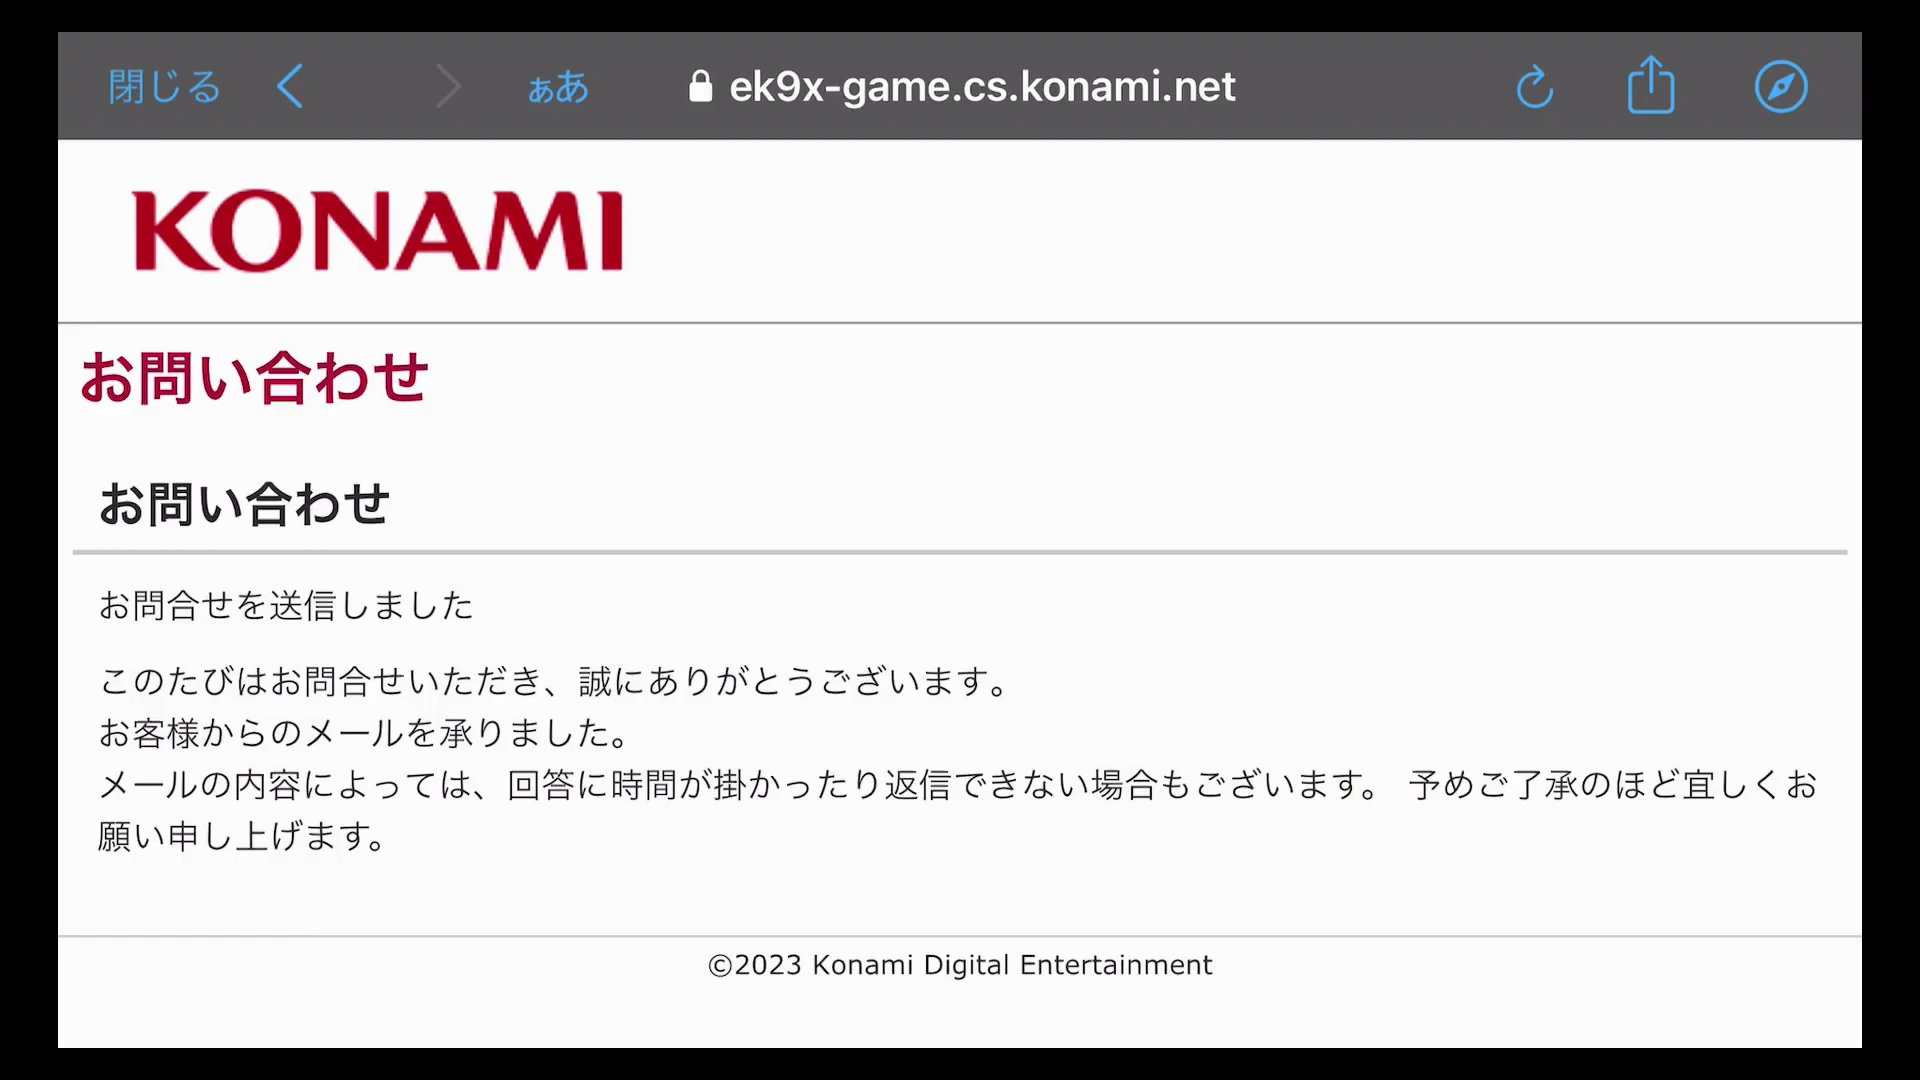 閉じる ぁあ ek9x-game.cs.konami.net
KONAMI
お問い合わせ
お問い合わせ
お問合せを送信しました
このたびはお問合せいただき、誠にありがとうございます。
お客様からのメールを承りました。
メールの内容によっては、回答に時間が掛かったり返信できない場合もございます。 予めご了承のほど宜しくお
願い申し上げます。
©2023 Konami Digital Entertainment